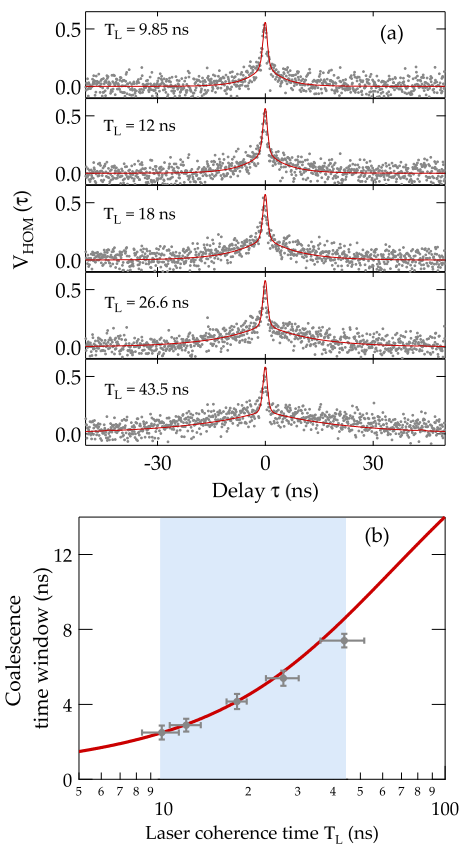 (a)
T_L = 9.85 ns
0.5
0.0
T_L = 12 ns
0.0
T_L = 18 ns
0.5
0.0
T_L = 26.6 ns
0.5
0.0
T_L = 43.5 ns
0.5
0.0
V_HOM (τ)
-30 0 30
Delay τ (ns)
(b)
12
8
4
0
Coalescence
time window (ns)
5 6 7 8 9 10 2 3 4 5 6 7 8 9 100
Laser coherence time T_L (ns)